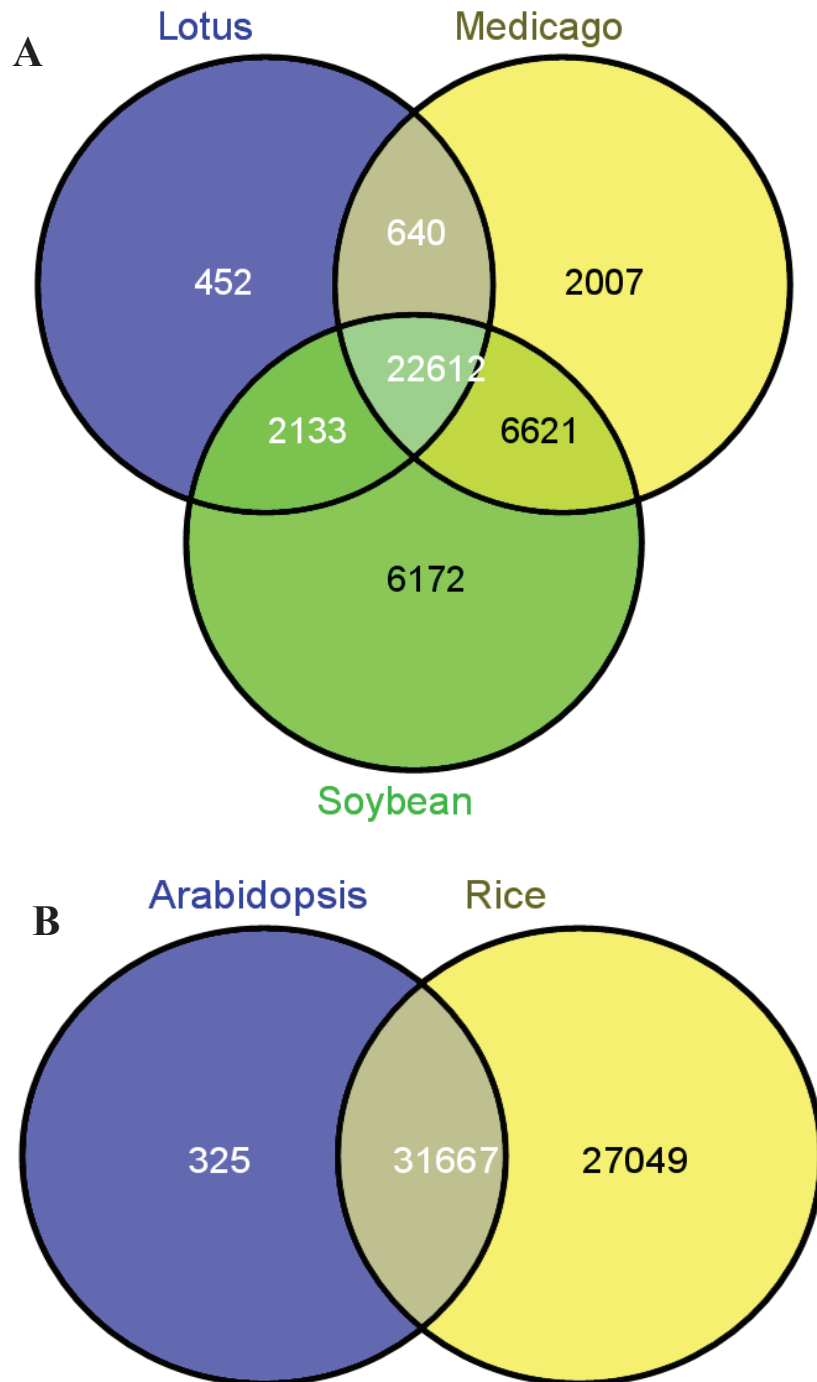 A
Lotus Medicago
640
452 2007
22612
2133 6621
6172
Soybean
B
Arabidopsis Rice
325 31667 27049